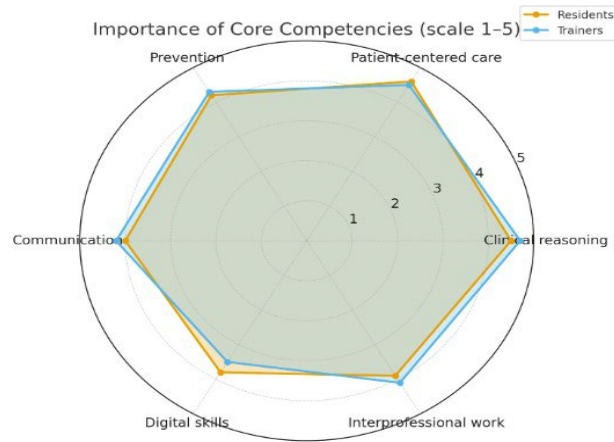 Importance of Core Competencies (scale 1–5)
Residents
Trainers
Prevention
Patient-centered care
5
4
3
2
1
Communication
Clinical reasoning
Digital skills
Interprofessional work